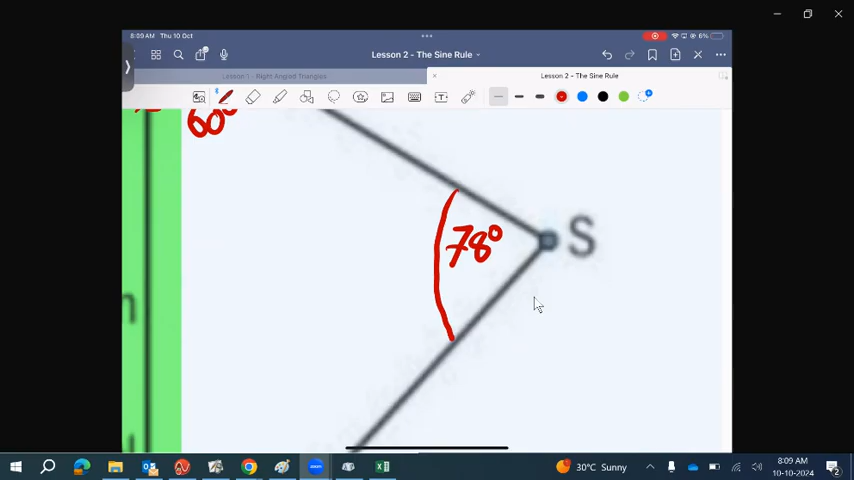 8:09 AM Thu 10 Oct
6%
Lesson 2 - The Sine Rule
Lesson 1 - Right Angled Triangles
Lesson 2 - The Sine Rule
60°
78°
S
30°C Sunny
8:09 AM
10-10-2024
2